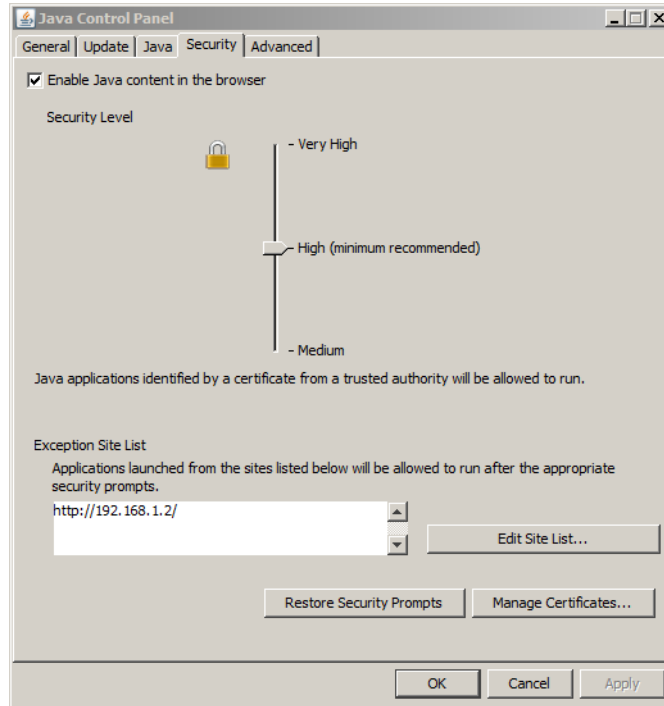 Java Control Panel
General Update Java Security Advanced
Enable Java content in the browser
Security Level
- Very High
- High (minimum recommended)
- Medium
Java applications identified by a certificate from a trusted authority will be allowed to run.
Exception Site List
Applications launched from the sites listed below will be allowed to run after the appropriate
security prompts.
http://192.168.1.2/
Edit Site List...
Restore Security Prompts Manage Certificates...
OK Cancel Apply